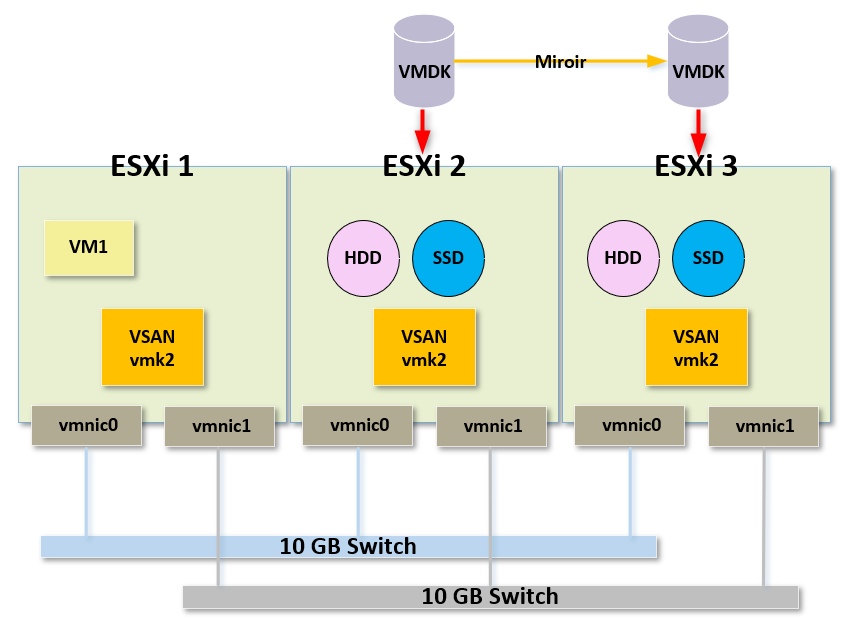 VMDK
Miroir
VMDK
ESXi 1
ESXi 2
ESXi 3
VM1
HDD
SSD
HDD
SSD
VSAN
vmk2
VSAN
vmk2
VSAN
vmk2
vmnic0
vmnic1
vmnic0
vmnic1
vmnic0
vmnic1
10 GB Switch
10 GB Switch